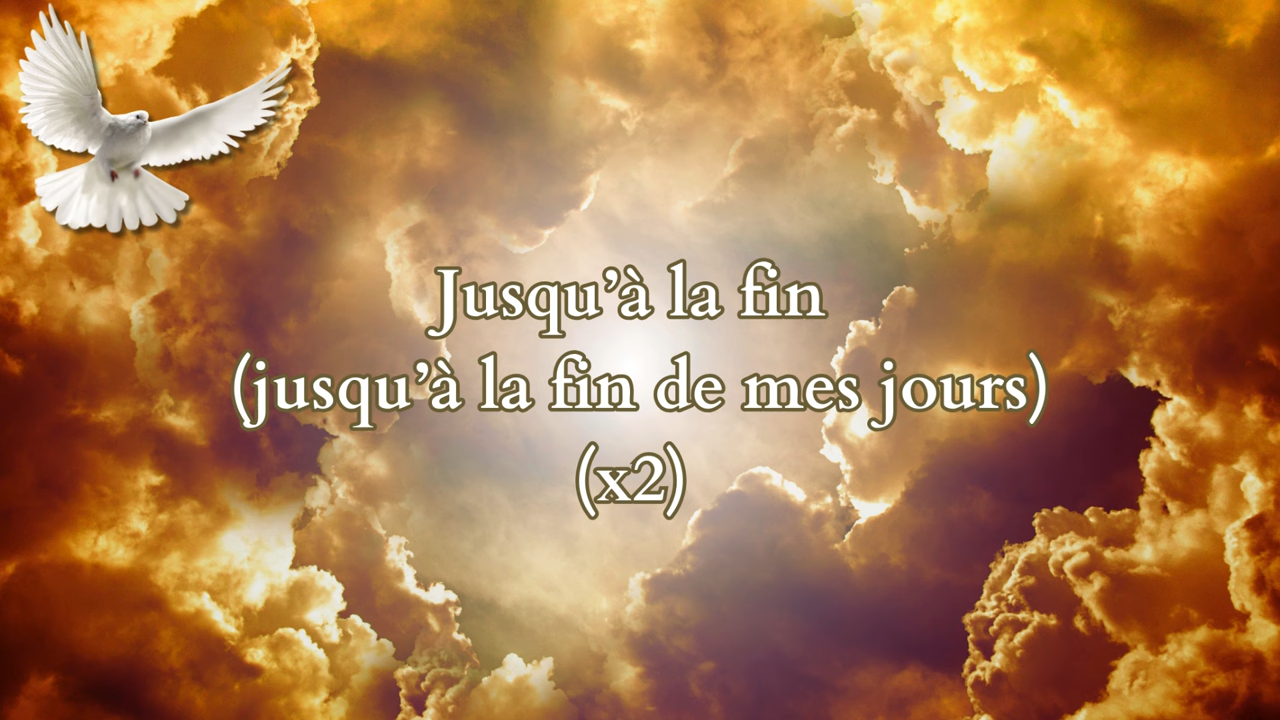 Jusqu’à la fin
(jusqu’à la fin de mes jours)
(x2)